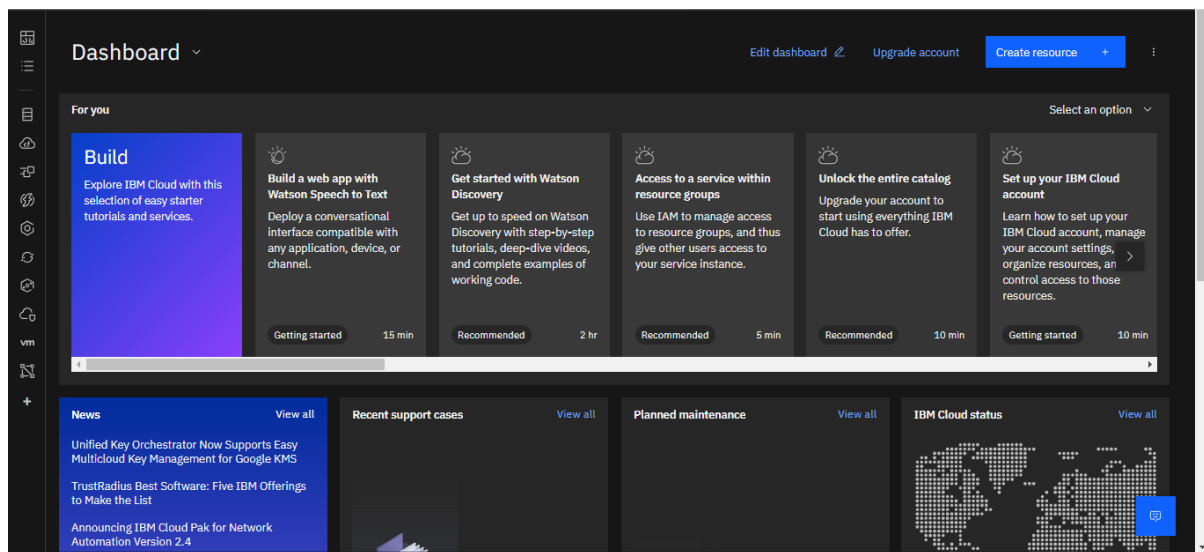 Dashboard
Edit dashboard
Upgrade account
Create resource +
For you
Select an option
Build
Explore IBM Cloud with this
selection of easy starter
tutorials and services.
Build a web app with
Watson Speech to Text
Deploy a conversational
interface compatible with
any application, device, or
channel.
Getting started
15 min
Get started with Watson
Discovery
Get up to speed on Watson
Discovery with step-by-step
tutorials, deep-dive videos,
and complete examples of
working code.
Recommended
2 hr
Access to a service within
resource groups
Use IAM to manage access
to resource groups, and thus
give other users access to
your service instance.
Recommended
5 min
Unlock the entire catalog
Upgrade your account to
start using everything IBM
Cloud has to offer.
Recommended
10 min
Set up your IBM Cloud
account
Learn how to set up your
IBM Cloud account, manage
your account settings,
organize resources, an
control access to those
resources.
Getting started
10 min
vm
+
News
View all
Unified Key Orchestrator Now Supports Easy
Multicloud Key Management for Google KMS
TrustRadius Best Software: Five IBM Offerings
to Make the List
Announcing IBM Cloud Pak for Network
Automation Version 2.4
Recent support cases
View all
Planned maintenance
View all
IBM Cloud status
View all